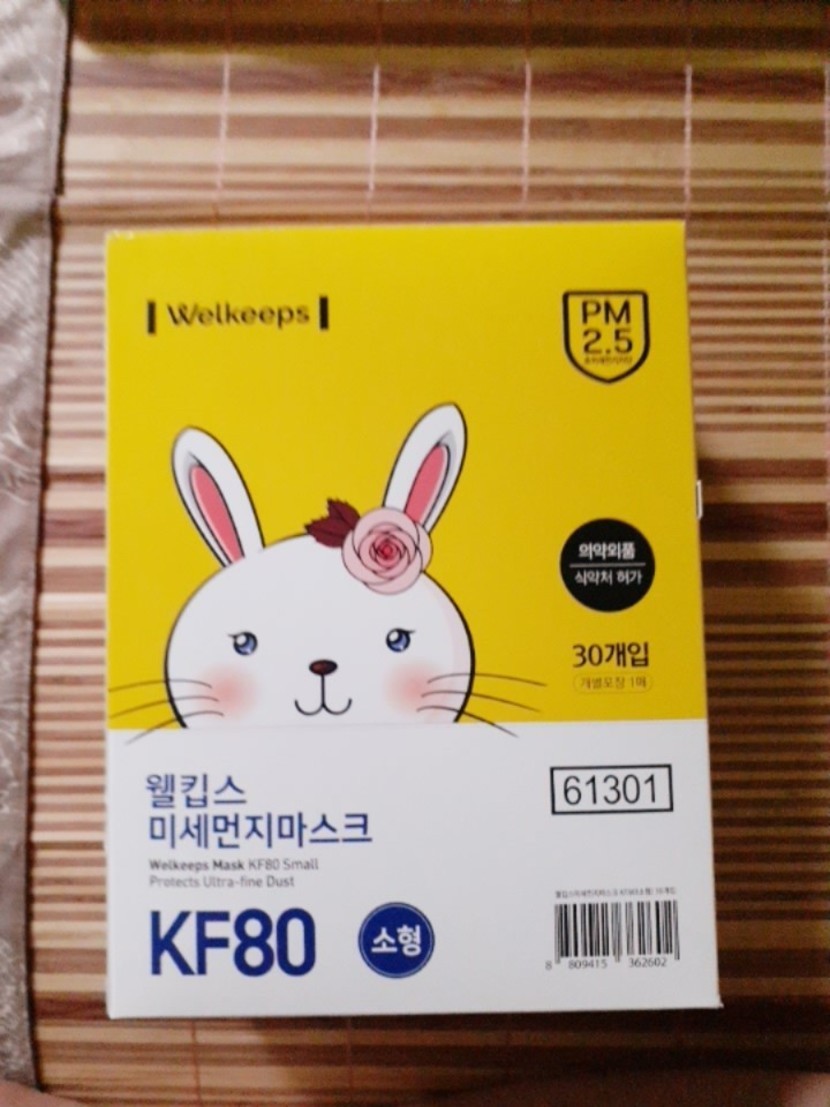 Welkeeps
PM
2.5
의약외품
식약처 허가
30개입
개별포장 1매
웰킵스
미세먼지마스크
61301
Welkeeps Mask KF80 Small
Protects Ultra-fine Dust
KF80
소형
8 809415 362602